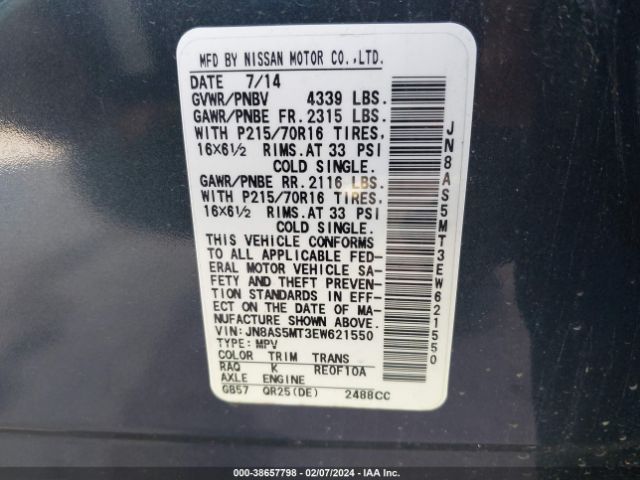 MFD BY NISSAN MOTOR CO.,LTD.
DATE 7/14
GVWR/PNBV 4339 LBS.
GAWR/PNBE FR. 2315 LBS.
WITH P215/70R16 TIRES,
16X6½ RIMS. AT 33 PSI
COLD SINGLE.
GAWR/PNBE RR. 2116 LBS.
WITH P215/70R16 TIRES,
16X6½ RIMS. AT 33 PSI
COLD SINGLE.
THIS VEHICLE CONFORMS
TO ALL APPLICABLE FED-
ERAL MOTOR VEHICLE SA-
FETY AND THEFT PREVEN-
TION STANDARDS IN EFF-
ECT ON THE DATE OF MA-
NUFACTURE SHOWN ABOVE.
VIN: JN8AS5MT3EW621550
TYPE: MPV
COLOR TRIM TRANS
RAQ K RE0F10A
AXLE ENGINE
GB57 QR25(DE) 2488CC
JN8AS5MT3EW621550
000-38657798 - 02/07/2024 - IAA Inc.